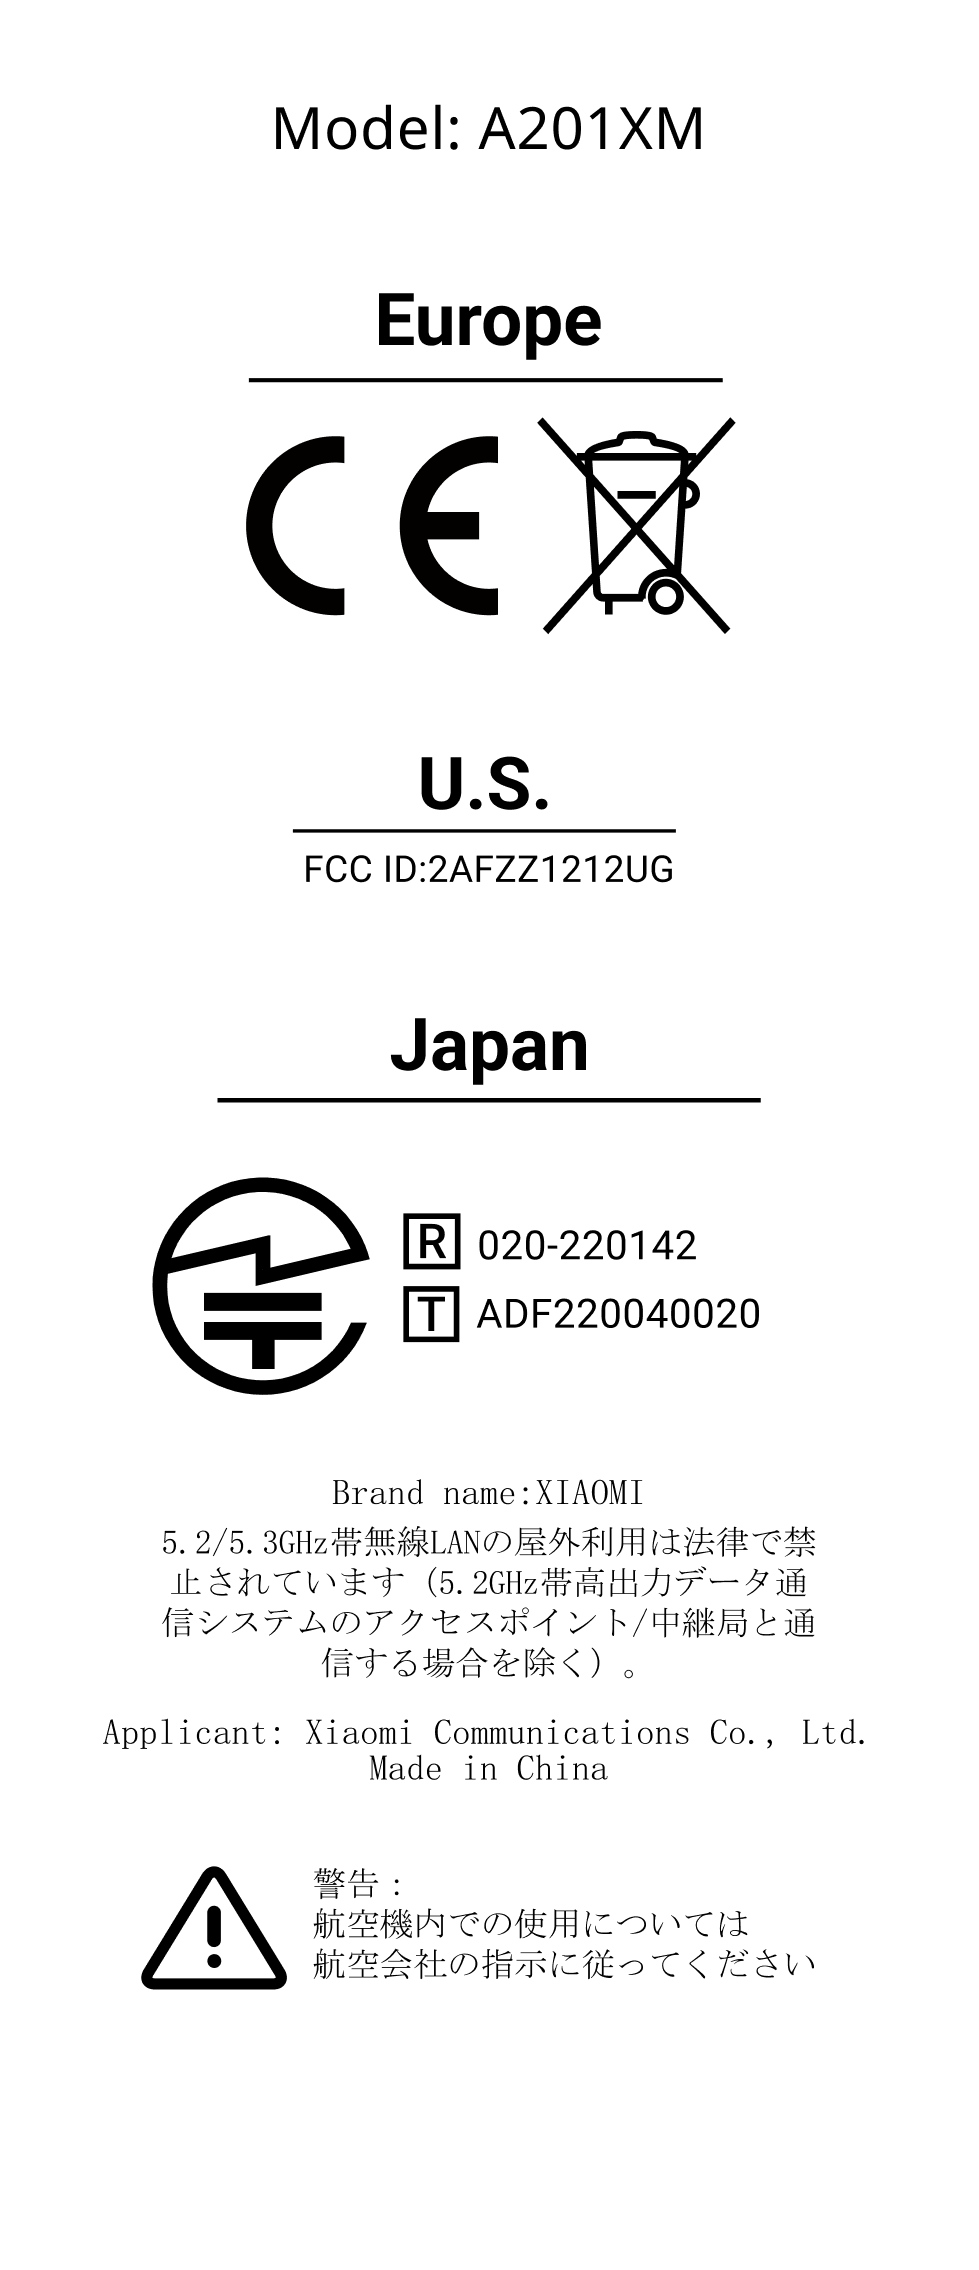 Model: A201XM
Europe
CE
U.S.
FCC ID:2AFZZ1212UG
Japan
R 020-220142
T ADF220040020
Brand name:XIAOMI
5.2/5.3GHz帯無線LANの屋外利用は法律で禁
止されています（5.2GHz帯高出力データ通
信システムのアクセスポイント/中継局と通
信する場合を除く）。
Applicant: Xiaomi Communications Co., Ltd.
Made in China
警告：
航空機内での使用については
航空会社の指示に従ってください